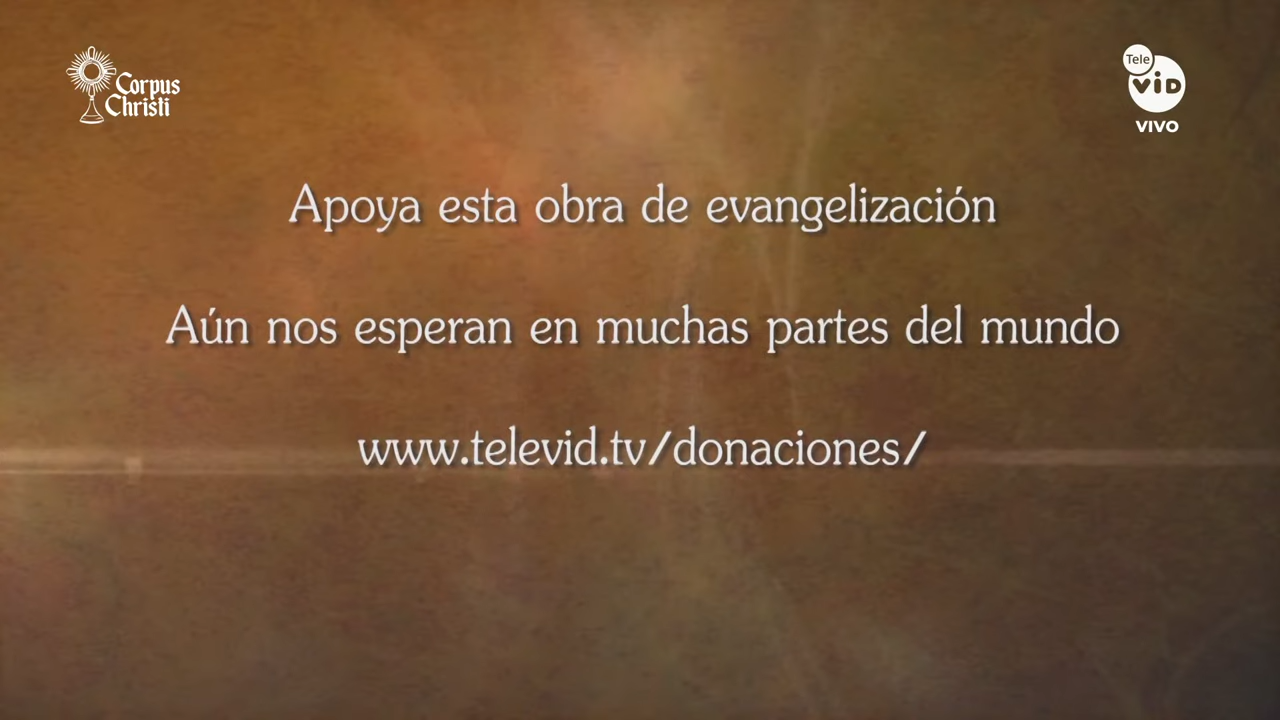 Corpus
Christi
Tele
ViD
VIVO
Apoya esta obra de evangelización
Aún nos esperan en muchas partes del mundo
www.televid.tv/donaciones/